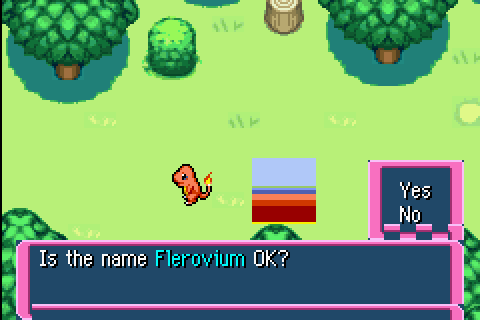 Yes
No
Is the name Flerovium OK?